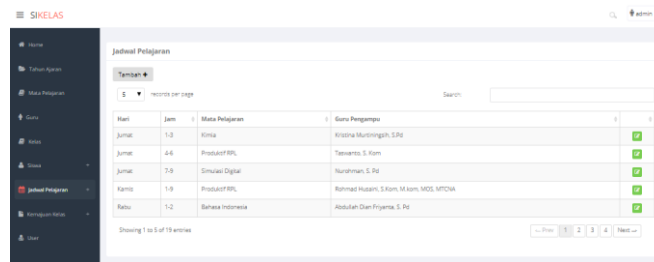 SIKELAS
admin
Home
Tahun Ajaran
Mata Pelajaran
Guru
Kelas
Siswa
Jadwal Pelajaran
Kemajuan Kelas
User
Jadwal Pelajaran
Tambah +
5 records per page
Search:
Hari Jam Mata Pelajaran Guru Pengampu
Jumat 1-3 Kimia Kristina Murtiningsih, S.Pd
Jumat 4-6 Produktif RPL Taswanto, S. Kom
Jumat 7-9 Simulasi Digital Nurohman, S. Pd
Kamis 1-9 Produktif RPL Rohmad Husaini, S.Kom, M.kom, MOS, MTCNA
Rabu 1-2 Bahasa Indonesia Abdullah Dian Friyanta, S. Pd
Showing 1 to 5 of 19 entries
← Prev 1 2 3 4 Next →